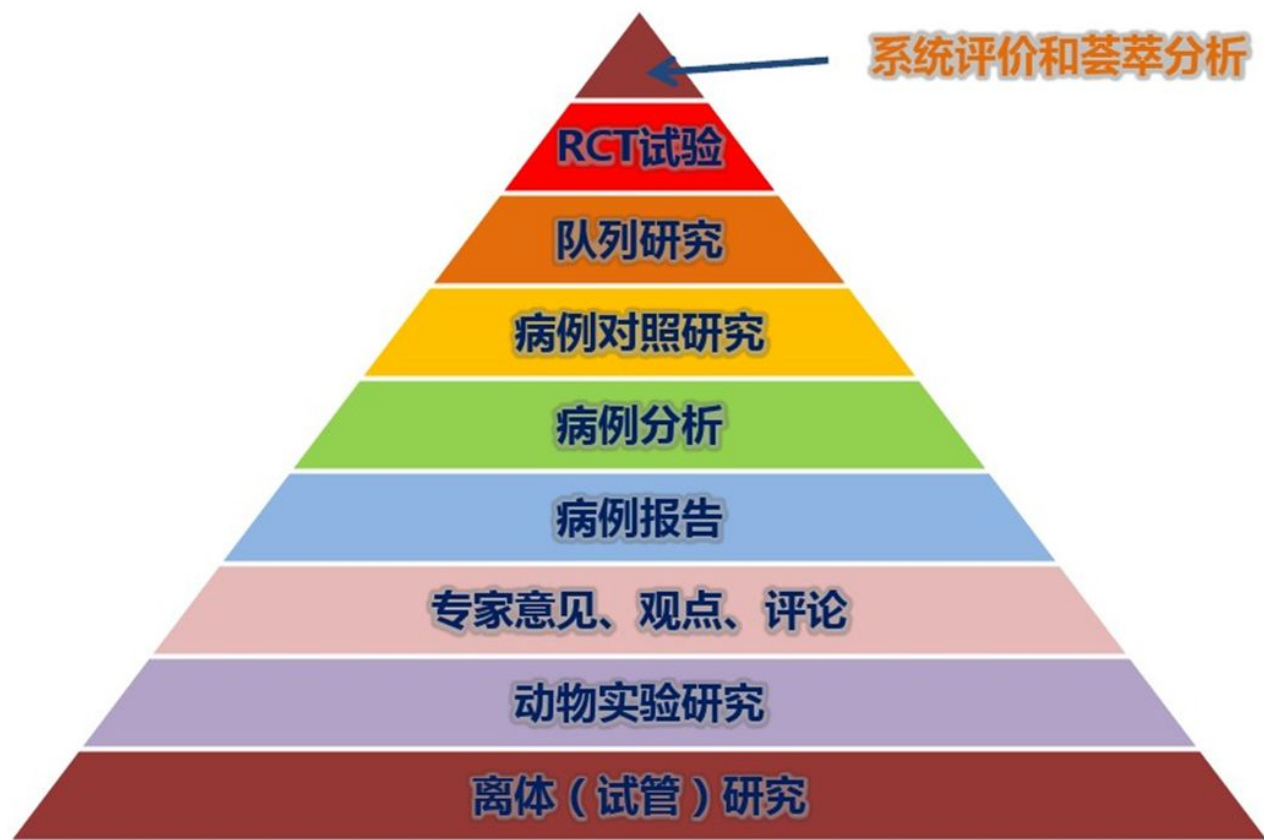 系统评价和荟萃分析
RCT试验
队列研究
病例对照研究
病例分析
病例报告
专家意见、观点、评论
动物实验研究
离体（试管）研究